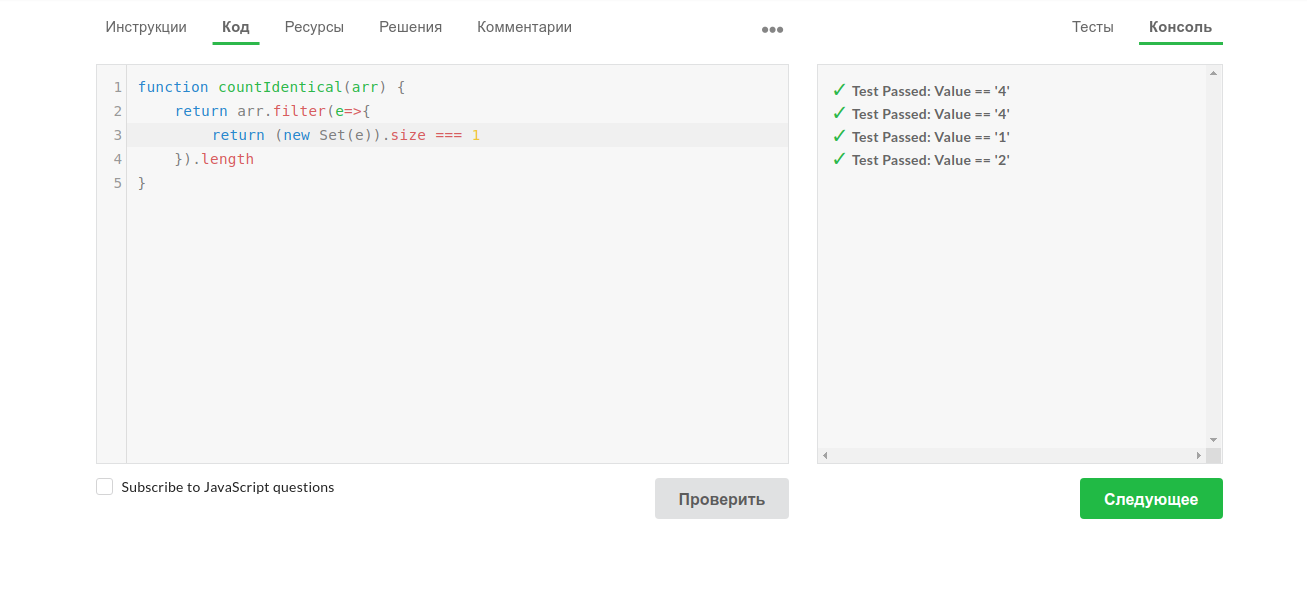 Инструкции Код Ресурсы Решения Комментарии ••• Тесты Консоль
1 function countIdentical(arr) {
2 return arr.filter(e=>{
3 return (new Set(e)).size === 1
4 }).length
5 }
✓ Test Passed: Value == '4'
✓ Test Passed: Value == '4'
✓ Test Passed: Value == '1'
✓ Test Passed: Value == '2'
Subscribe to JavaScript questions
Проверить
Следующее